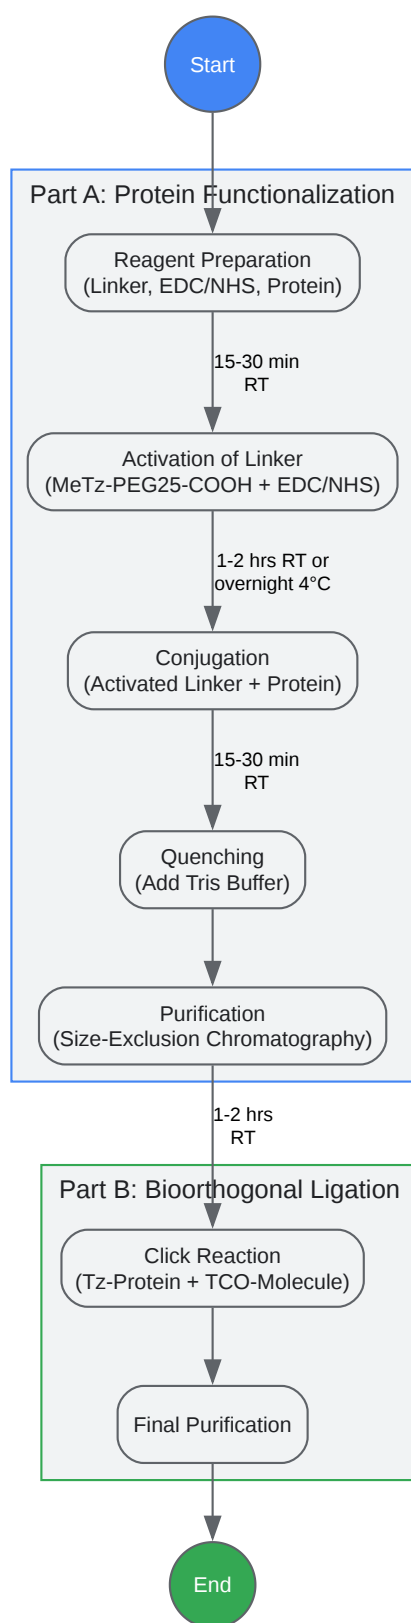 Start
Part A: Protein Functionalization
Reagent Preparation
(Linker, EDC/NHS, Protein)
15-30 min
RT
Activation of Linker
(MeTz-PEG25-COOH + EDC/NHS)
1-2 hrs RT or
overnight 4°C
Conjugation
(Activated Linker + Protein)
15-30 min
RT
Quenching
(Add Tris Buffer)
Purification
(Size-Exclusion Chromatography)
1-2 hrs
RT
Part B: Bioorthogonal Ligation
Click Reaction
(Tz-Protein + TCO-Molecule)
Final Purification
End